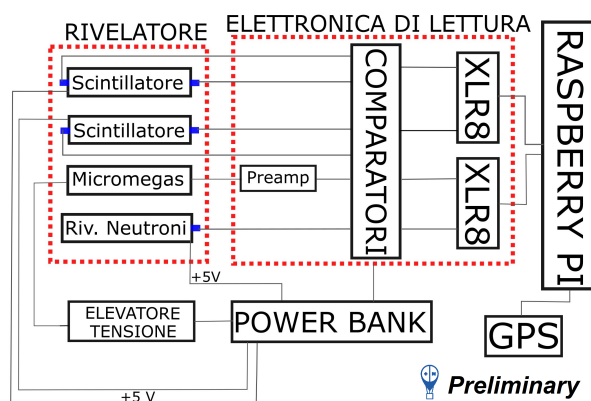 RIVELATORE
ELETTRONICA DI LETTURA
Scintillatore
Scintillatore
Micromegas
Riv. Neutroni
Preamp
COMPARATORI
XLR8
XLR8
RASPBERRY PI
+5V
ELEVATORE
TENSIONE
POWER BANK
GPS
+5 V
Preliminary